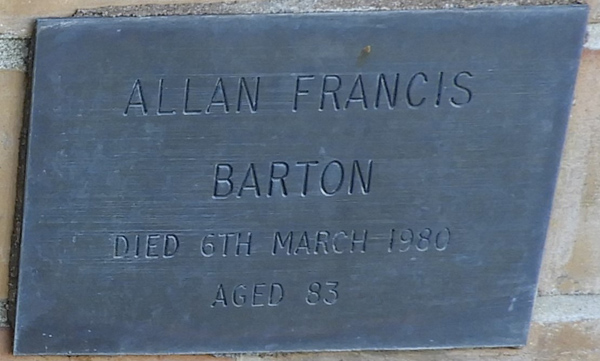 ALLAN FRANCIS
BARTON
DIED 6TH MARCH 1980
AGED 83